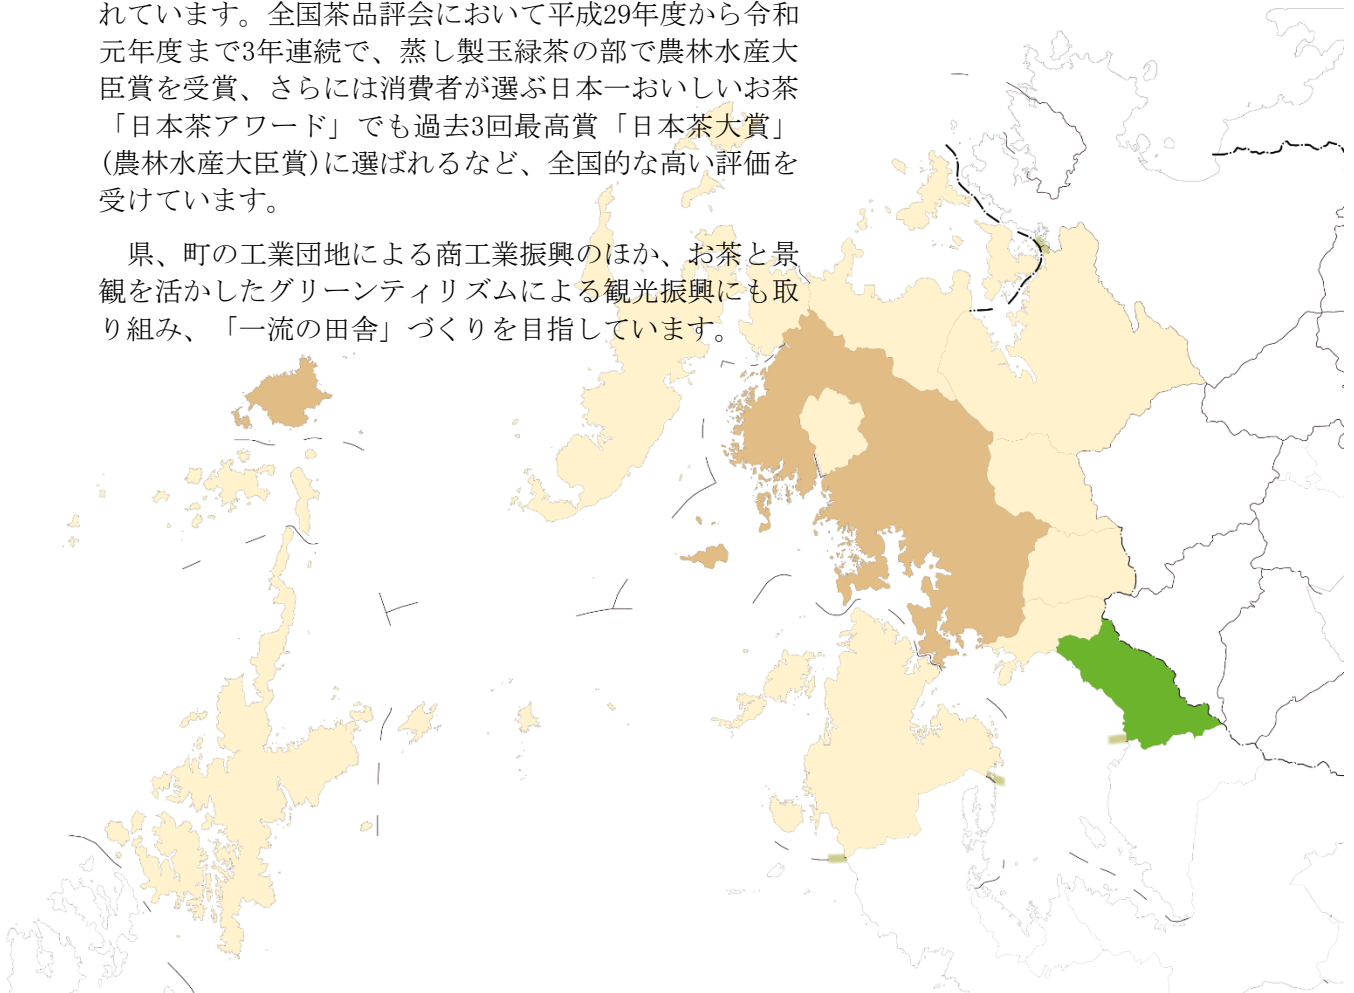 れています。全国茶品評会において平成29年度から令和
元年度まで3年連続で、蒸し製玉緑茶の部で農林水産大
臣賞を受賞、さらには消費者が選ぶ日本一おいしいお茶
「日本茶アワード」でも過去3回最高賞「日本茶大賞」
(農林水産大臣賞)に選ばれるなど、全国的な高い評価を
受けています。
県、町の工業団地による商工業振興のほか、お茶と景
観を活かしたグリーンティリズムによる観光振興にも取
り組み、「一流の田舎」づくりを目指しています。